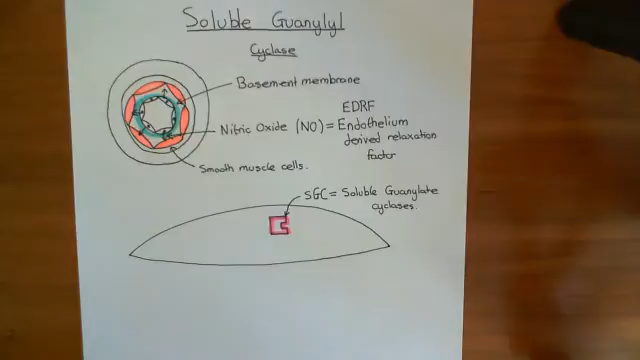 Soluble Guanylyl
Cyclase
Basement membrane
EDRF
Nitric Oxide (NO) = Endothelium
derived relaxation
factor
Smooth muscle cells.
SGC = Soluble Guanylate
cyclases.